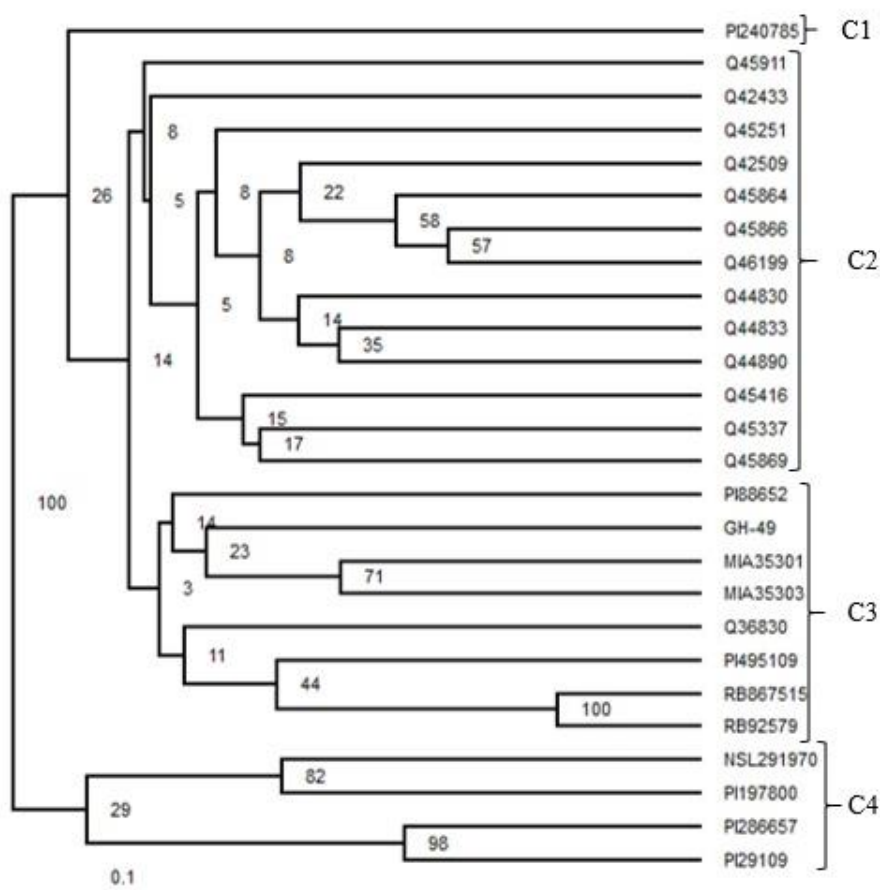 PI240785 C1
Q45911
Q42433
8
Q45251
Q42509
26 5 8 22
Q45864
58
Q45866
57
8 Q46199 C2
Q44830
5 14
Q44833
14 35
Q44890
Q45416
15
Q45337
17
Q45869
PI88652
100
14 GH-49
23
MIA35301
71
3 MIA35303
C3
Q36830
11
PI495109
44
RB867515
100
RB92579
NSL291970
82
PI197800
C4
29 PI286657
98
PI29109
0.1